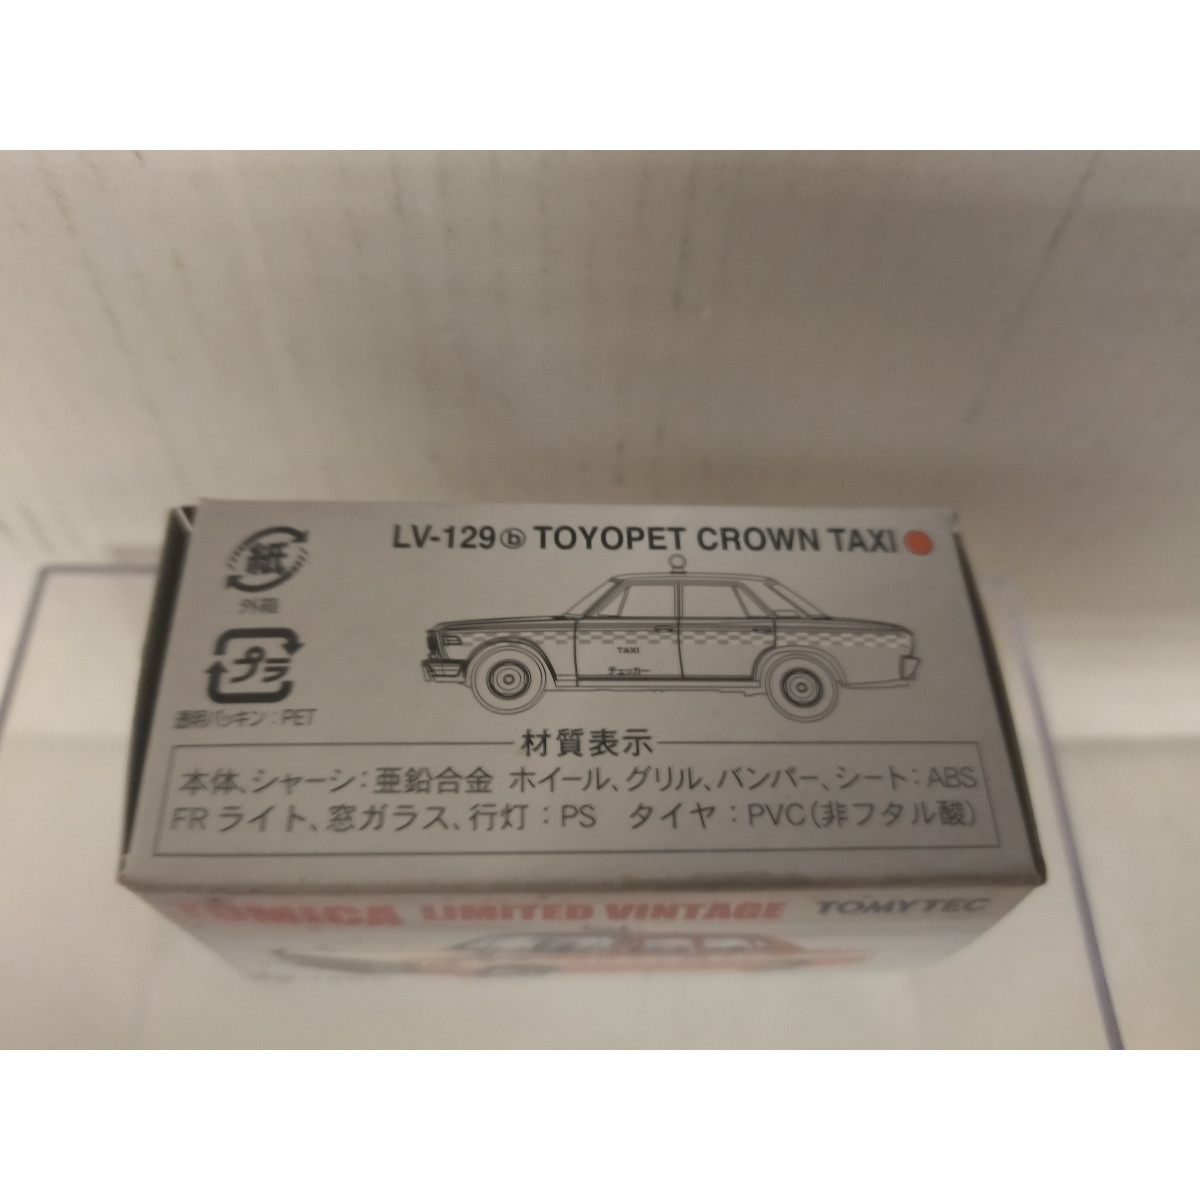 LV-129ⓑ TOYOPET CROWN TAXI
紙
外箱
プラ
透明パッキン：PET
TAXI
チェッカー
材質表示
本体、シャーシ：亜鉛合金 ホイール、グリル、バンパー、シート：ABS
FRライト、窓ガラス、行灯：PS タイヤ：PVC（非フタル酸）
TOMICA LIMITED VINTAGE TOMYTEC